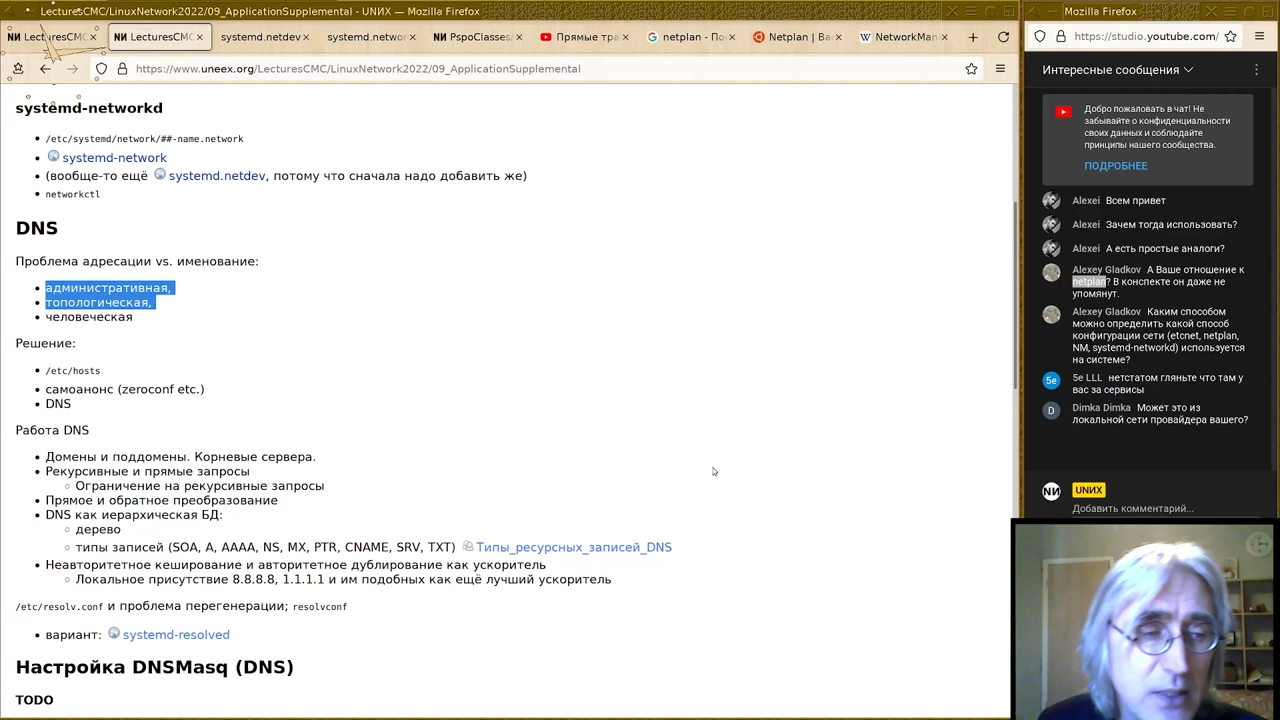 LecturesCMC/LinuxNetwork2022/09_ApplicationSupplemental - UNИX — Mozilla Firefox
NИ LecturesCMC/
NИ LecturesCMC/
systemd.netdev
systemd.networ
NИ PspoClasses/
Прямые тра
netplan - По
Netplan | Ba
W NetworkMan
https://www.uneex.org/LecturesCMC/LinuxNetwork2022/09_ApplicationSupplemental
systemd-networkd
/etc/systemd/network/##-name.network
systemd-network
(вообще-то ещё systemd.netdev, потому что сначала надо добавить же)
networkctl
DNS
Проблема адресации vs. именование:
административная,
топологическая,
человеческая
Решение:
/etc/hosts
самоанонс (zeroconf etc.)
DNS
Работа DNS
Домены и поддомены. Корневые сервера.
Рекурсивные и прямые запросы
Ограничение на рекурсивные запросы
Прямое и обратное преобразование
DNS как иерархическая БД:
дерево
типы записей (SOA, A, AAAA, NS, MX, PTR, CNAME, SRV, TXT) Типы_ресурсных_записей_DNS
Неавторитетное кеширование и авторитетное дублирование как ускоритель
Локальное присутствие 8.8.8.8, 1.1.1.1 и им подобных как ещё лучший ускоритель
/etc/resolv.conf и проблема перегенерации; resolvconf
вариант: systemd-resolved
Настройка DNSMasq (DNS)
TODO
Mozilla Firefox
https://studio.youtube.com/
Интересные сообщения
Добро пожаловать в чат! Не
забывайте о конфиденциальности
своих данных и соблюдайте
принципы нашего сообщества.
ПОДРОБНЕЕ
Alexei Всем привет
Alexei Зачем тогда использовать?
Alexei А есть простые аналоги?
Alexey Gladkov А Ваше отношение к
netplan? В конспекте он даже не
упомянут.
Alexey Gladkov Каким способом
можно определить какой способ
конфигурации сети (etcnet, netplan,
NM, systemd-networkd) используется
на системе?
5e
5e LLL нетстатом гляньте что там у
вас за сервисы
D
Dimka Dimka Может это из
локальной сети провайдера вашего?
NИ
UNИX
Добавить комментарий...